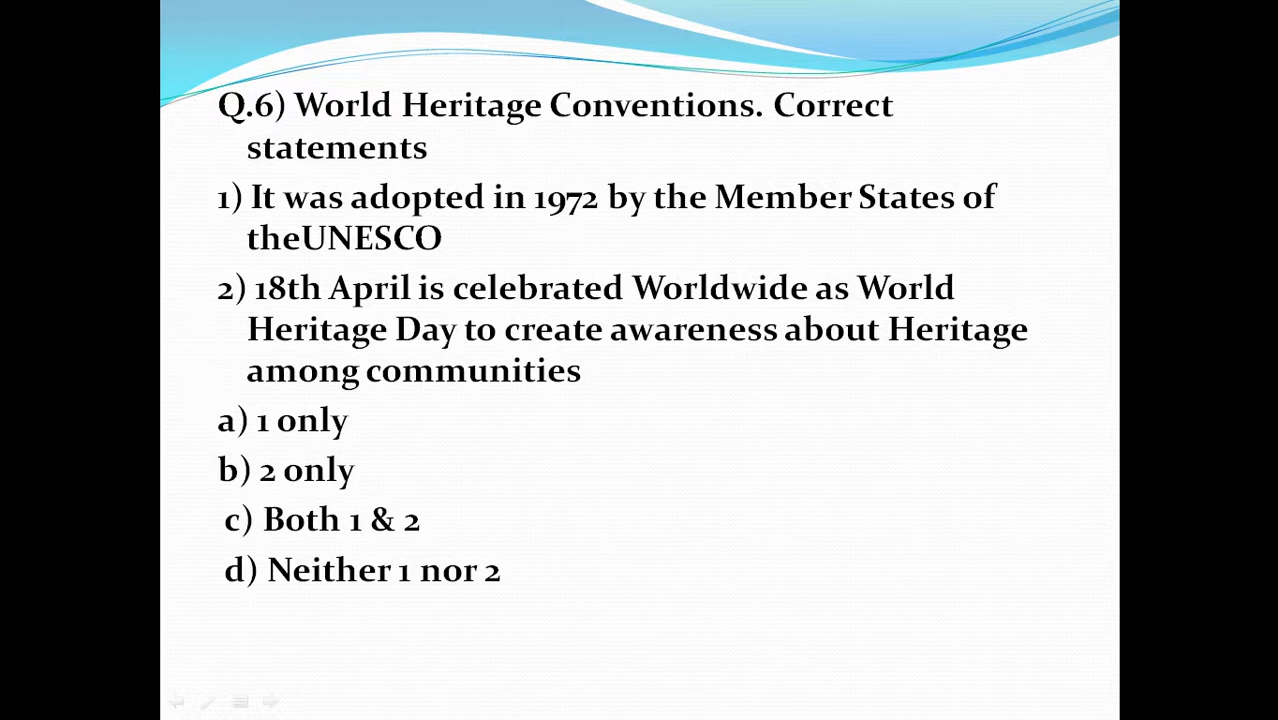 Q.6) World Heritage Conventions. Correct
statements
1) It was adopted in 1972 by the Member States of
theUNESCO
2) 18th April is celebrated Worldwide as World
Heritage Day to create awareness about Heritage
among communities
a) 1 only
b) 2 only
c) Both 1 & 2
d) Neither 1 nor 2